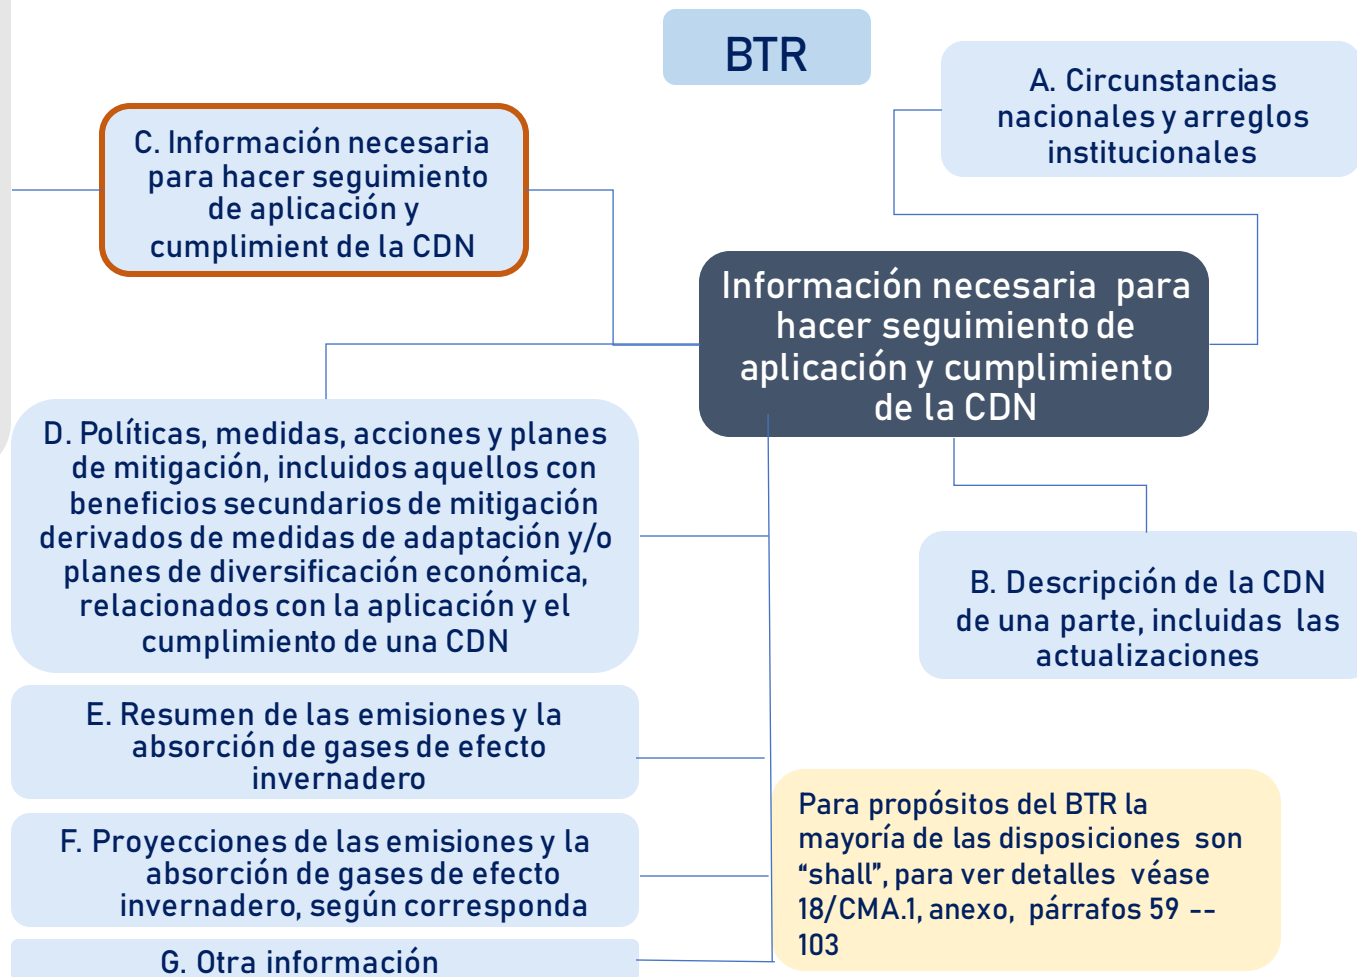 BTR
A. Circunstancias
nacionales y arreglos
institucionales
C. Información necesaria
para hacer seguimiento
de aplicación y
cumplimient de la CDN
Información necesaria para
hacer seguimiento de
aplicación y cumplimiento
de la CDN
D. Políticas, medidas, acciones y planes
de mitigación, incluidos aquellos con
beneficios secundarios de mitigación
derivados de medidas de adaptación y/o
planes de diversificación económica,
relacionados con la aplicación y el
cumplimiento de una CDN
B. Descripción de la CDN
de una parte, incluidas las
actualizaciones
E. Resumen de las emisiones y la
absorción de gases de efecto
invernadero
F. Proyecciones de las emisiones y la
absorción de gases de efecto
invernadero, según corresponda
G. Otra información
Para propósitos del BTR la
mayoría de las disposiciones son
“shall”, para ver detalles véase
18/CMA.1, anexo, párrafos 59 --
103